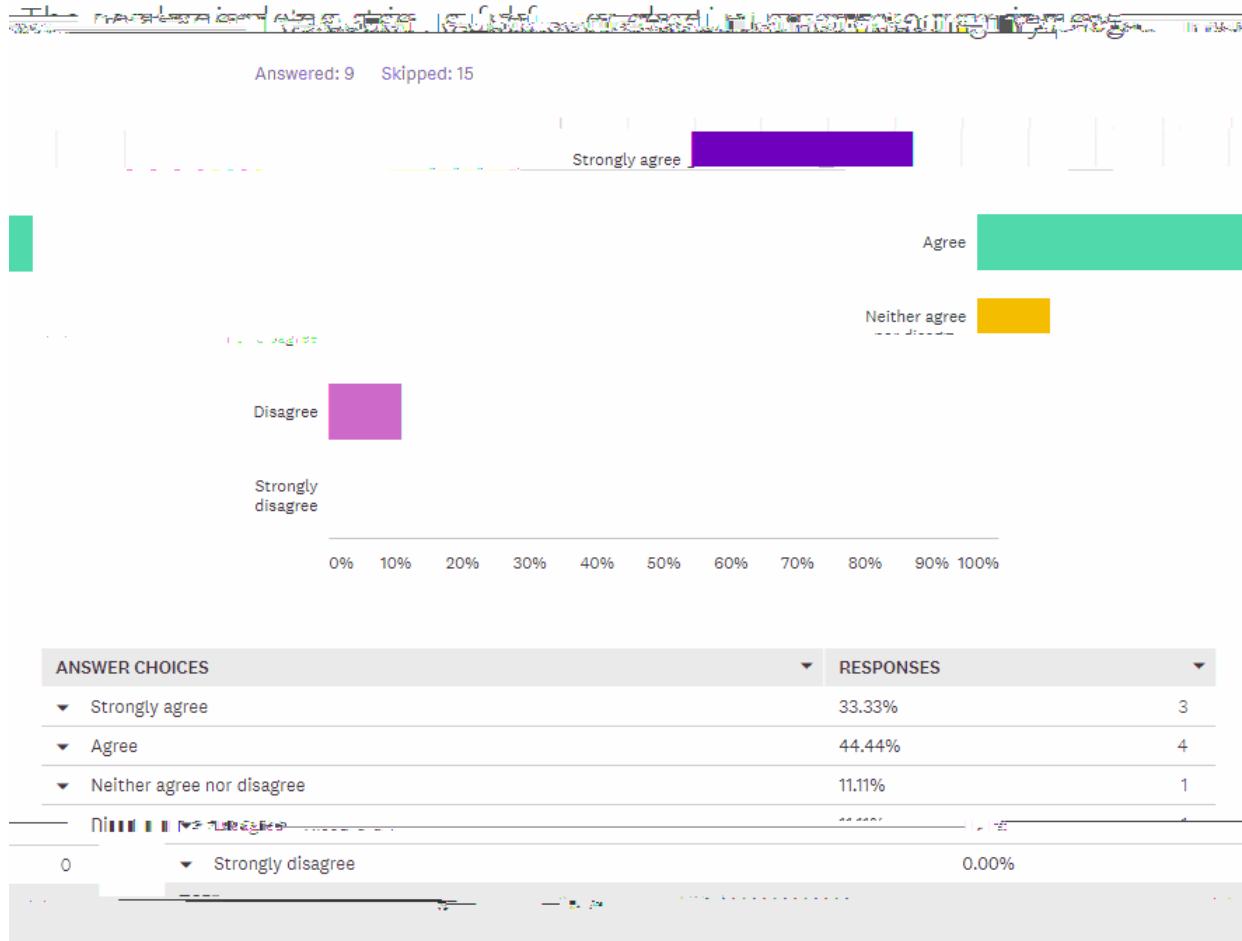 Answered: 9 Skipped: 15
Strongly agree
Agree
Neither agree
Disagree
Strongly
disagree
0% 10% 20% 30% 40% 50% 60% 70% 80% 90% 100%
ANSWER CHOICES RESPONSES
Strongly agree 33.33% 3
Agree 44.44% 4
Neither agree nor disagree 11.11% 1
0 Strongly disagree 0.00%